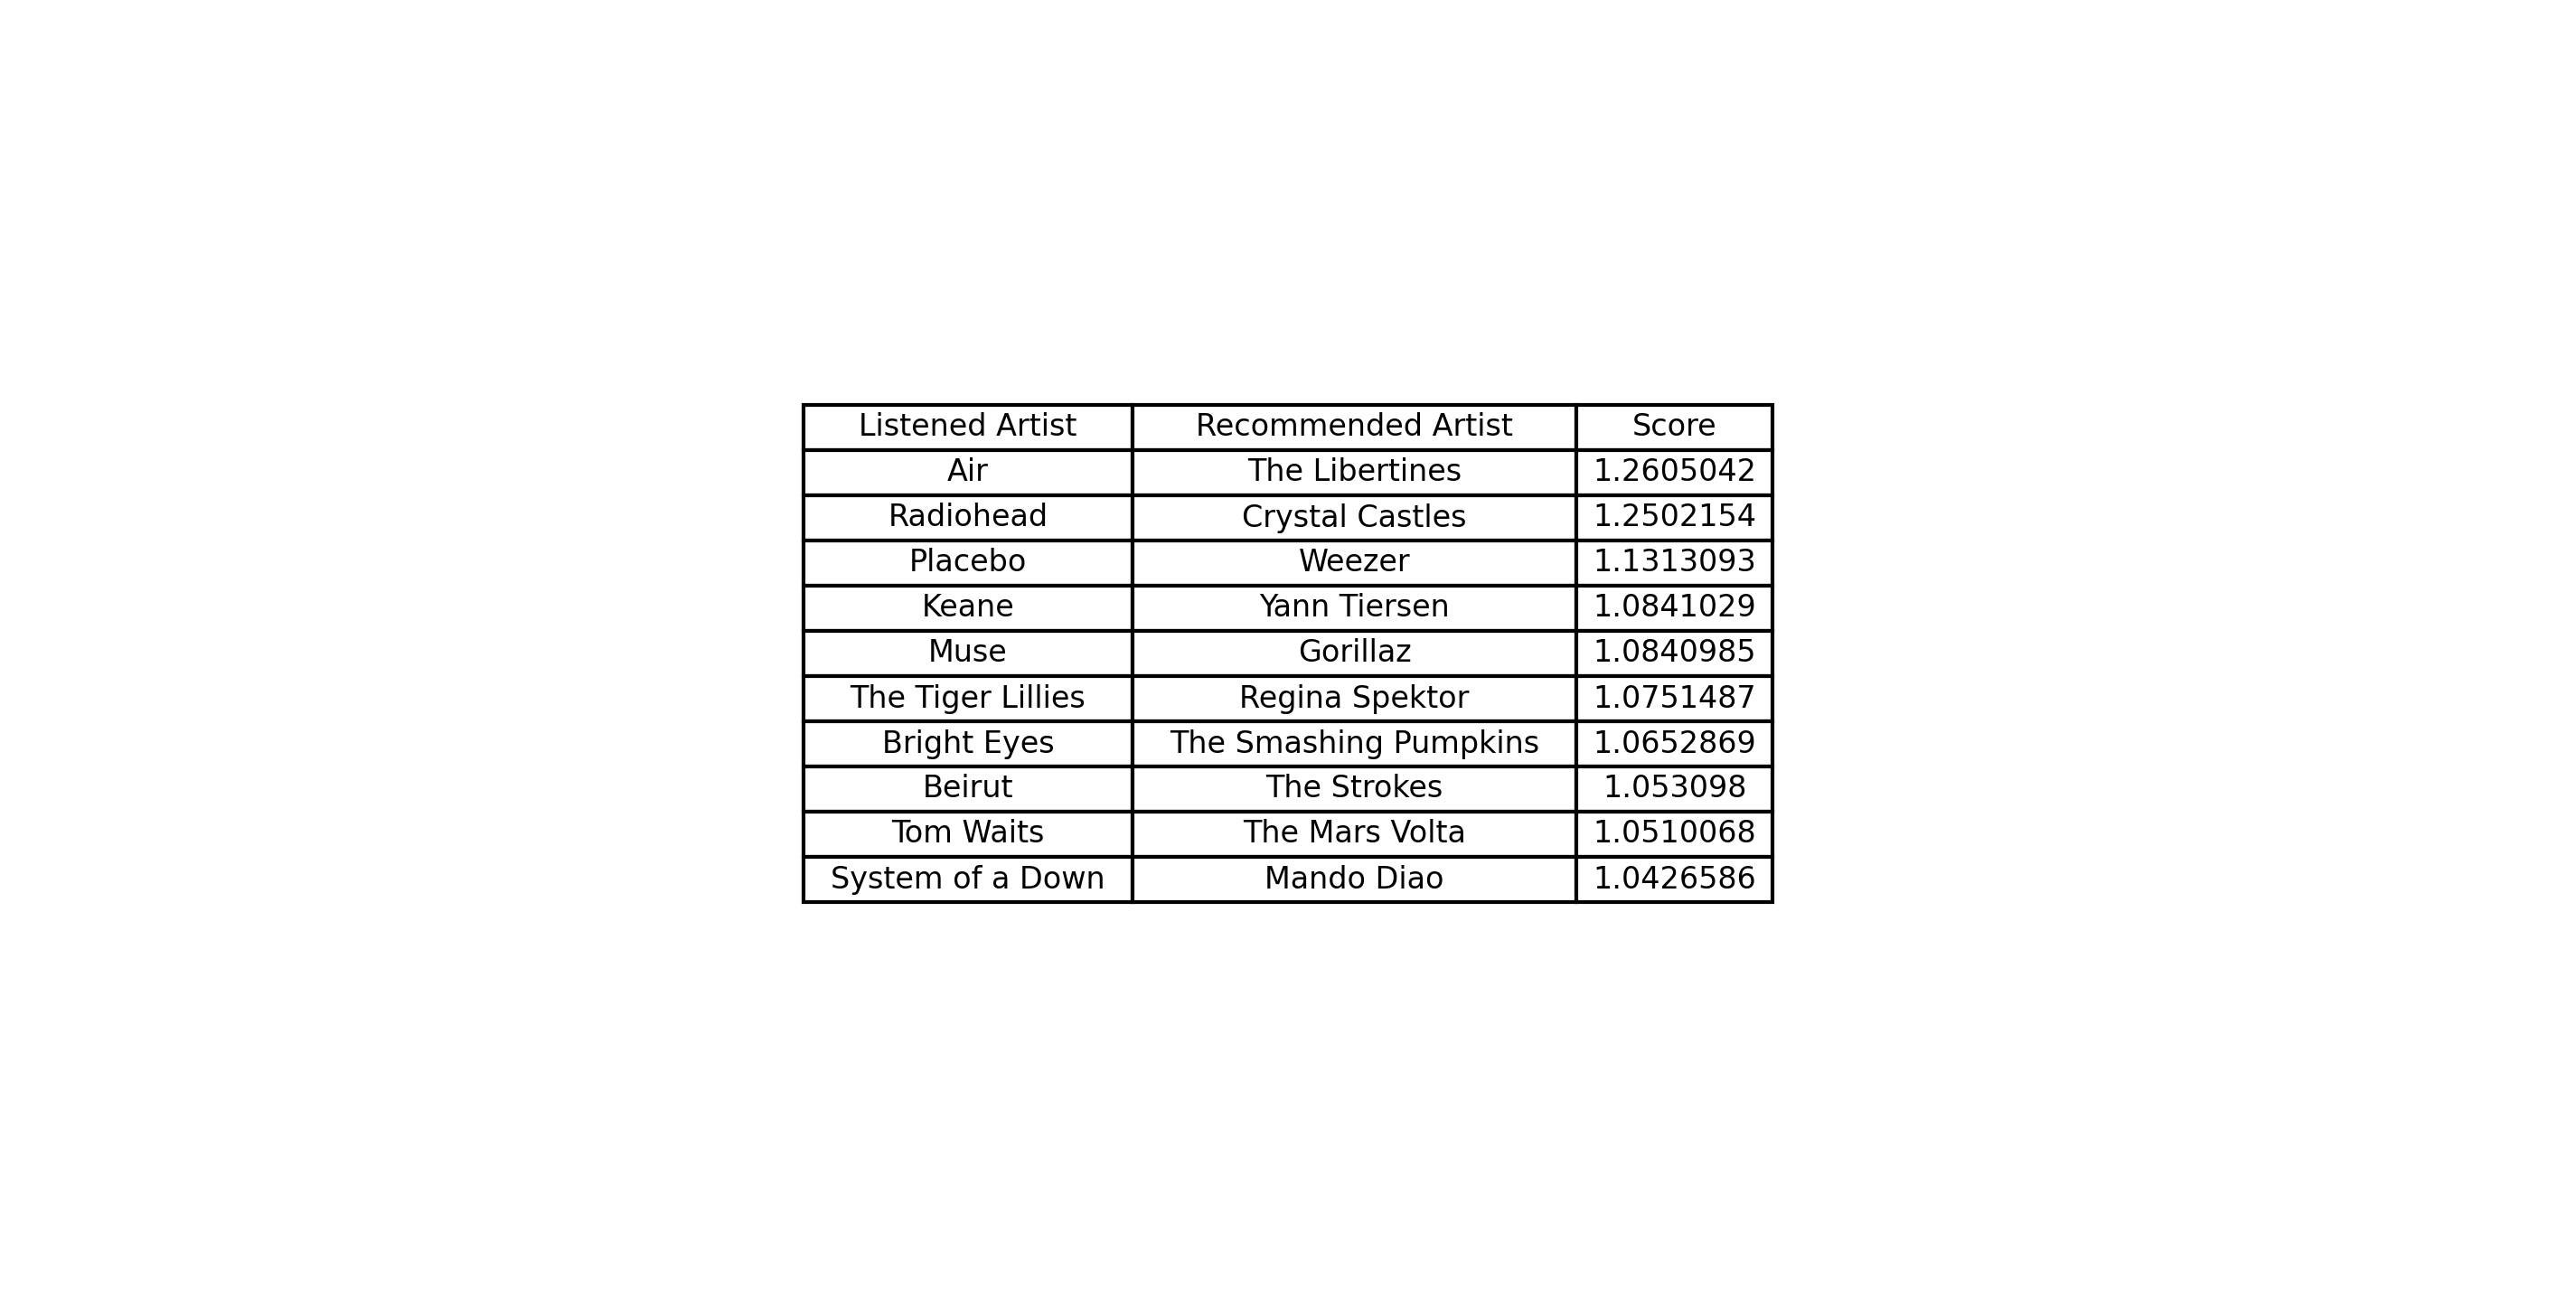 Listened Artist Recommended Artist Score
Air The Libertines 1.2605042
Radiohead Crystal Castles 1.2502154
Placebo Weezer 1.1313093
Keane Yann Tiersen 1.0841029
Muse Gorillaz 1.0840985
The Tiger Lillies Regina Spektor 1.0751487
Bright Eyes The Smashing Pumpkins 1.0652869
Beirut The Strokes 1.053098
Tom Waits The Mars Volta 1.0510068
System of a Down Mando Diao 1.0426586